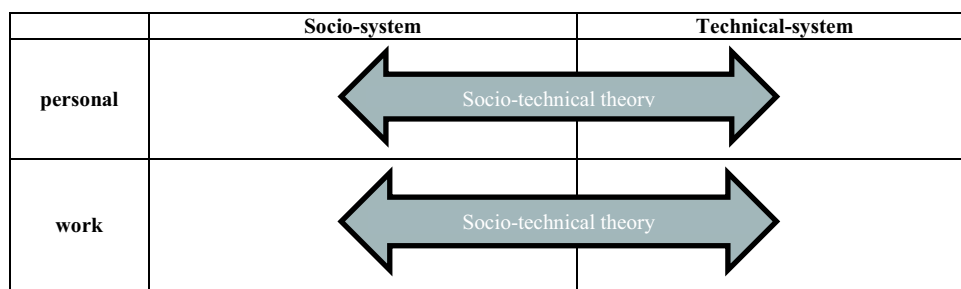 Socio-system Technical-system
personal Socio-technical theory
work Socio-technical theory